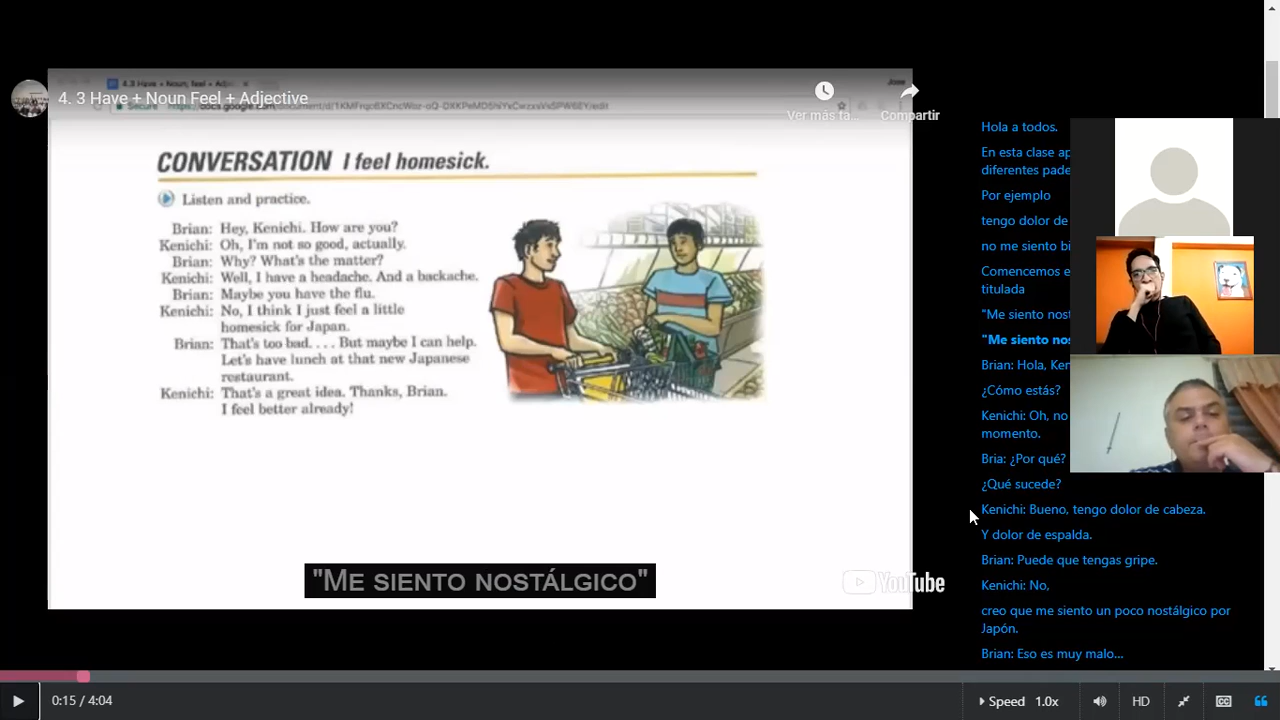 4.3 Have + Noun, Feel + Adje
4. 3 Have + Noun Feel + Adjective
Ver más ta...
Compartir
CONVERSATION I feel homesick.
Listen and practice.
Brian: Hey, Kenichi. How are you?
Kenichi: Oh, I'm not so good, actually.
Brian: Why? What's the matter?
Kenichi: Well, I have a headache. And a backache.
Brian: Maybe you have the flu.
Kenichi: No, I think I just feel a little
homesick for Japan.
Brian: That's too bad. . . . But maybe I can help.
Let's have lunch at that new Japanese
restaurant.
Kenichi: That's a great idea. Thanks, Brian.
I feel better already!
"ME SIENTO NOSTÁLGICO"
YouTube
Hola a todos.
En esta clase ap
diferentes pade
Por ejemplo
tengo dolor de
no me siento bi
Comencemos e
titulada
"Me siento nost
"Me siento nos
Brian: Hola, Ken
¿Cómo estás?
Kenichi: Oh, no
momento.
Bria: ¿Por qué?
¿Qué sucede?
Kenichi: Bueno, tengo dolor de cabeza.
Y dolor de espalda.
Brian: Puede que tengas gripe.
Kenichi: No,
creo que me siento un poco nostálgico por
Japón.
Brian: Eso es muy malo...
0:15 / 4:04
Speed 1.0x
HD
CC